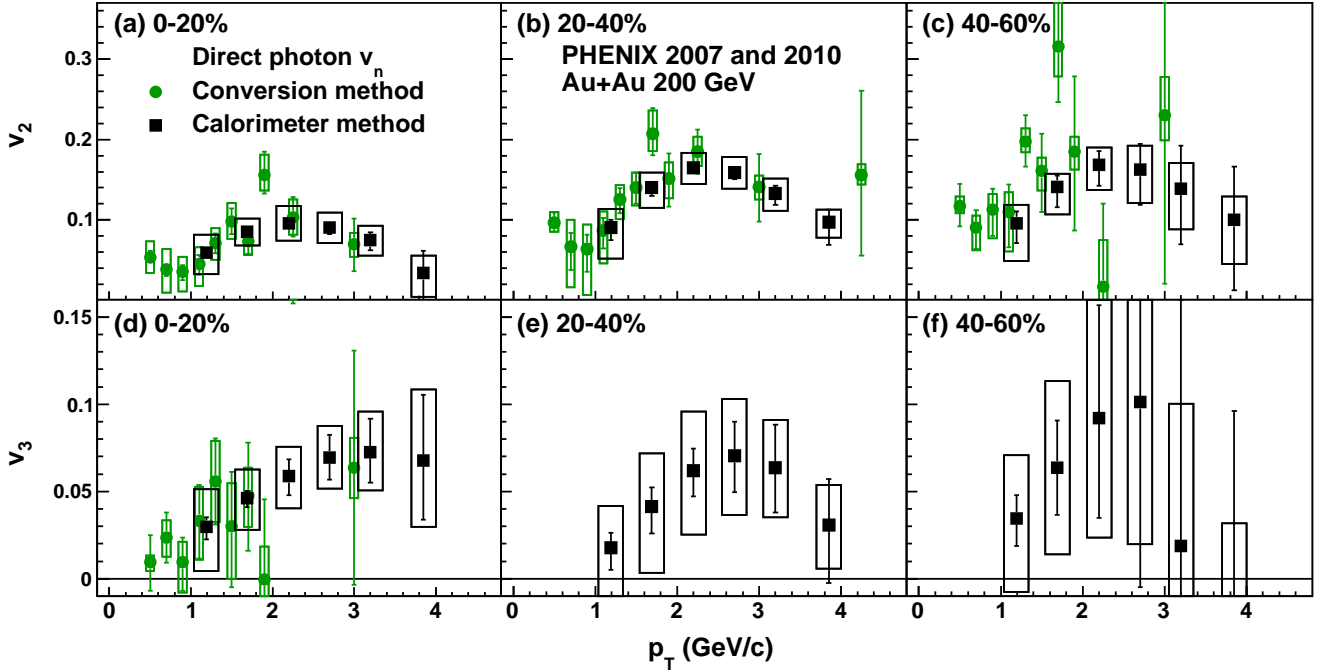 (a) 0-20%
Direct photon v_n
Conversion method
Calorimeter method
(b) 20-40%
PHENIX 2007 and 2010
Au+Au 200 GeV
(c) 40-60%
v_2
0.3
0.2
0.1
(d) 0-20%
(e) 20-40%
(f) 40-60%
v_3
0.15
0.1
0.05
0
0 1 2 3 4
0 1 2 3 4
0 1 2 3 4
p_T (GeV/c)